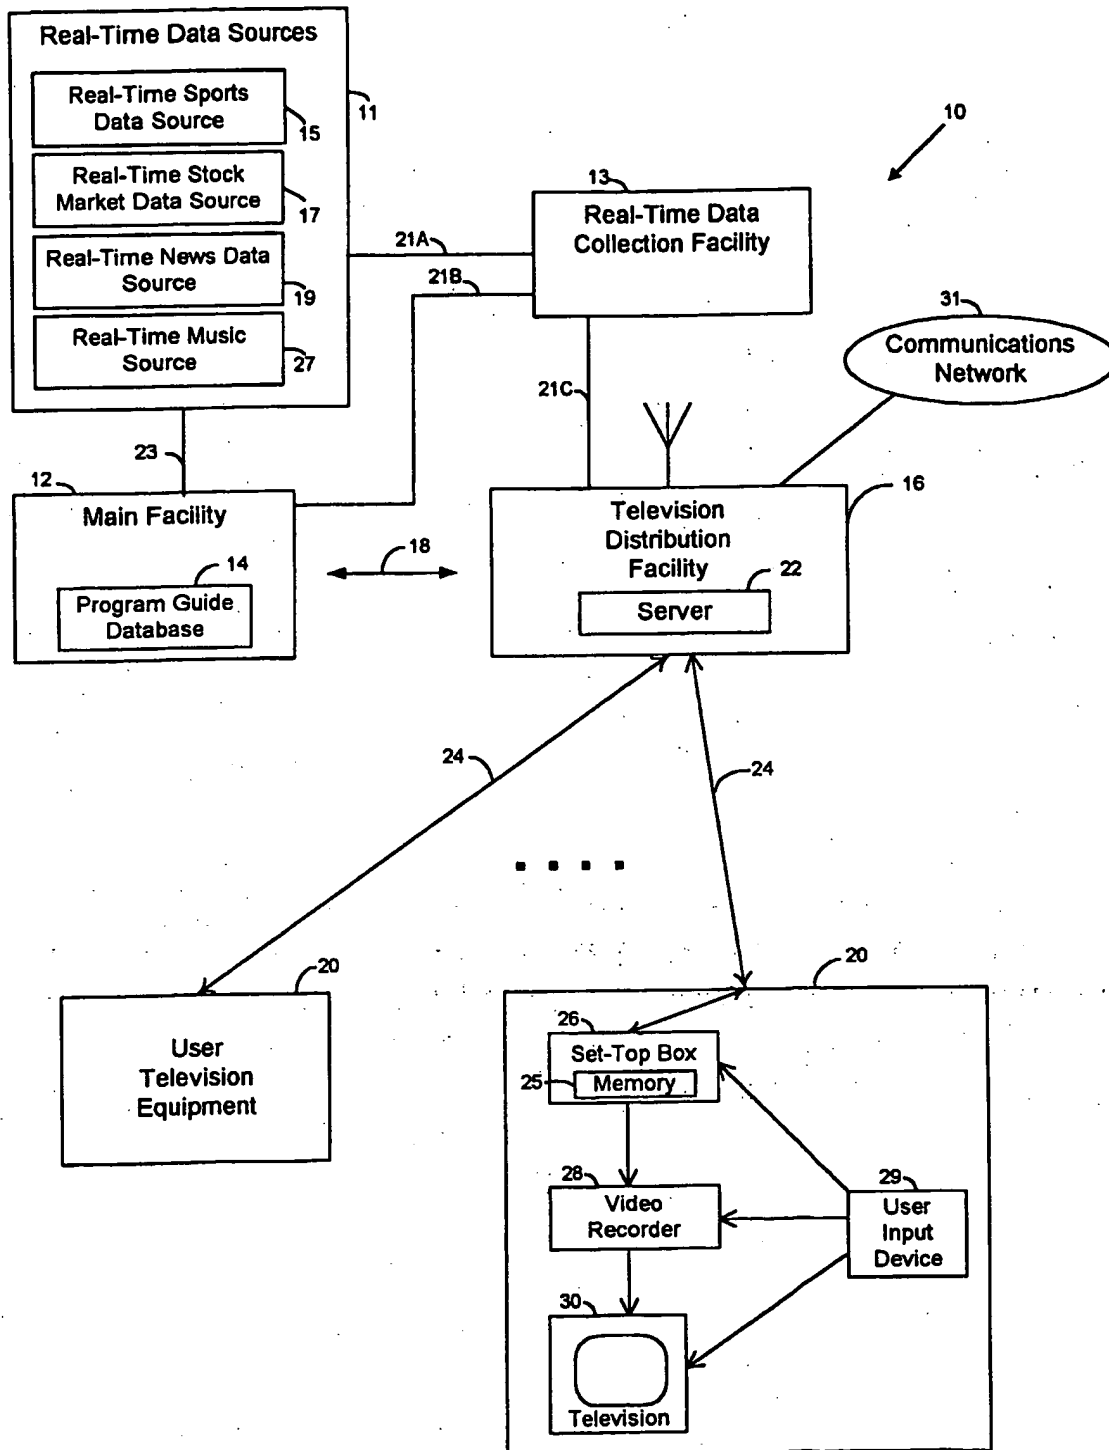 Real-Time Data Sources
Real-Time Sports
Data Source
15
11
Real-Time Stock
Market Data Source
17
Real-Time News Data
Source
19
Real-Time Music
Source
27
10
13
Real-Time Data
Collection Facility
21A
21B
21C
31
Communications
Network
23
12
Main Facility
14
Program Guide
Database
18
16
Television
Distribution
Facility
22
Server
24
24
20
User
Television
Equipment
20
26
Set-Top Box
25
Memory
28
Video
Recorder
29
User
Input
Device
30
Television